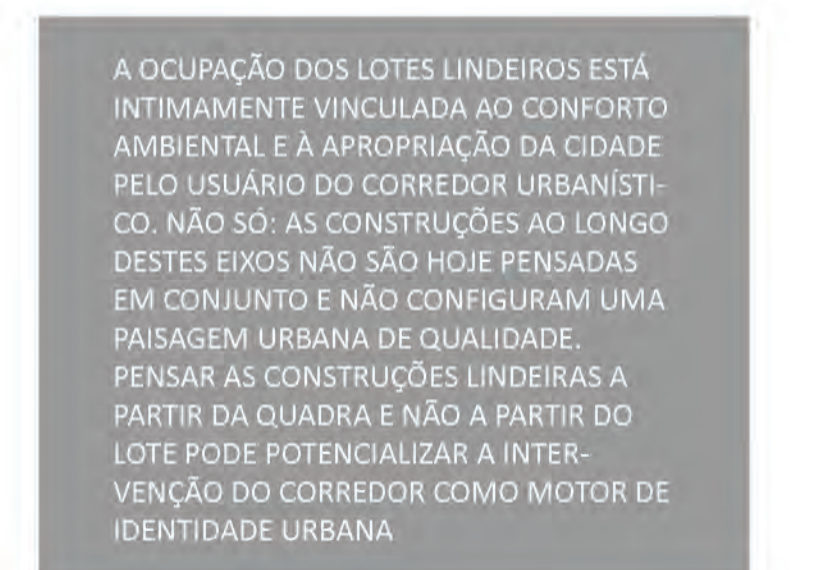 A OCUPAÇÃO DOS LOTES LINDEIROS ESTÁ
INTIMAMENTE VINCULADA AO CONFORTO
AMBIENTAL E À APROPRIAÇÃO DA CIDADE
PELO USUÁRIO DO CORREDOR URBANÍSTI-
CO. NÃO SÓ: AS CONSTRUÇÕES AO LONGO
DESTES EIXOS NÃO SÃO HOJE PENSADAS
EM CONJUNTO E NÃO CONFIGURAM UMA
PAISAGEM URBANA DE QUALIDADE.
PENSAR AS CONSTRUÇÕES LINDEIRAS A
PARTIR DA QUADRA E NÃO A PARTIR DO
LOTE PODE POTENCIALIZAR A INTER-
VENÇÃO DO CORREDOR COMO MOTOR DE
IDENTIDADE URBANA